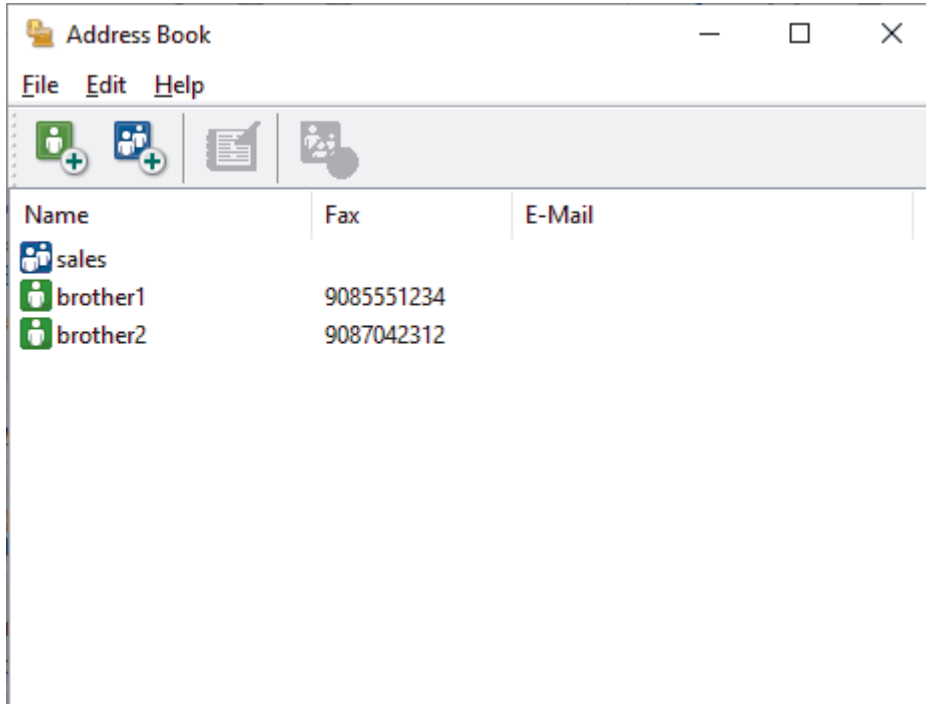 Address Book
File Edit Help
Name Fax E-Mail
sales
brother1 9085551234
brother2 9087042312